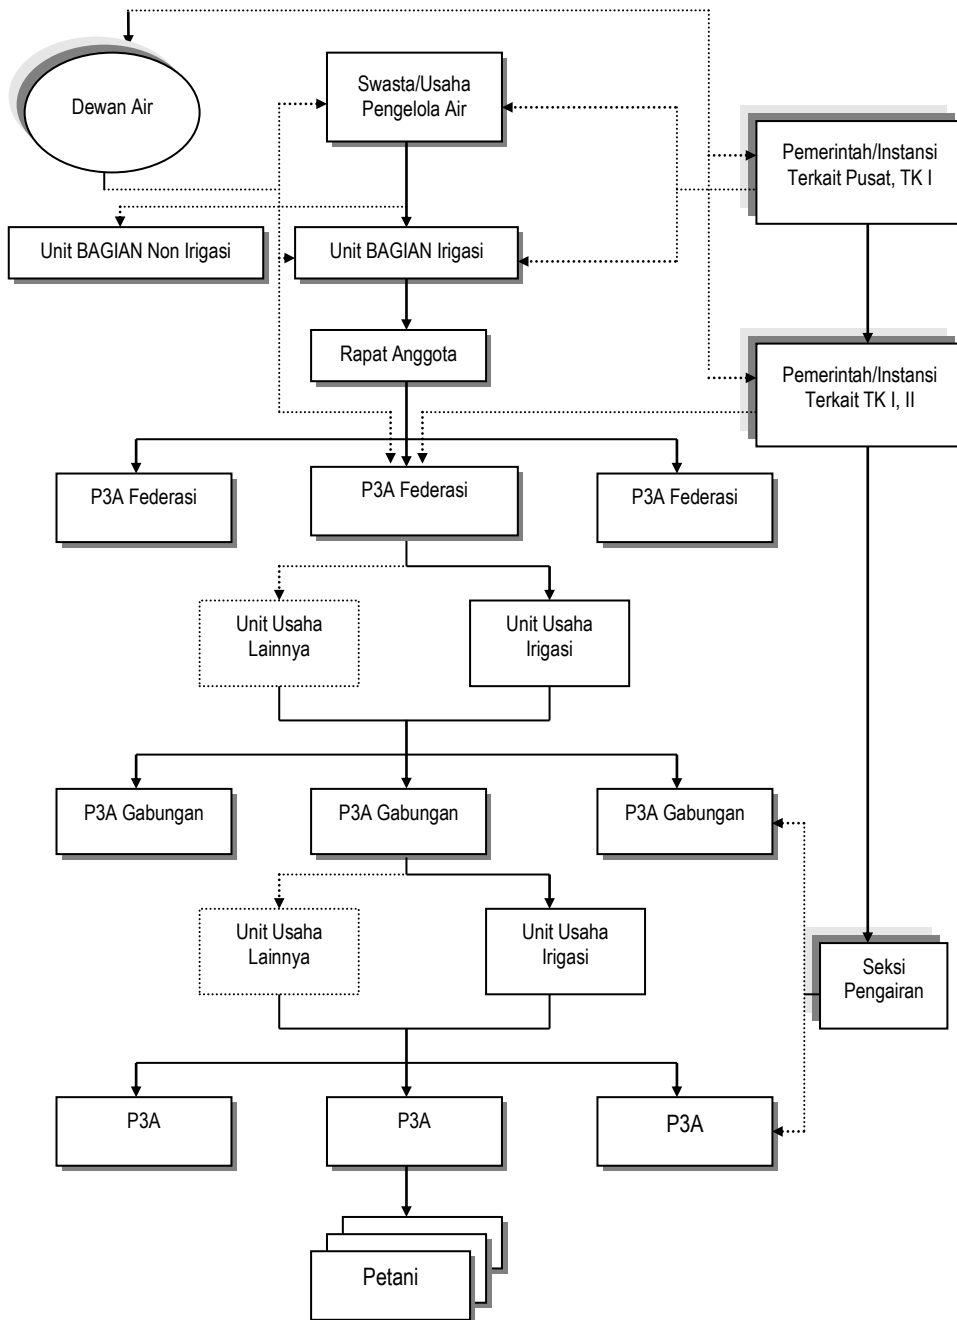 Dewan Air
Swasta/Usaha
Pengelola Air
Pemerintah/Instansi
Terkait Pusat, TK I
Unit BAGIAN Non Irigasi
Unit BAGIAN Irigasi
Rapat Anggota
Pemerintah/Instansi
Terkait TK I, II
P3A Federasi
P3A Federasi
P3A Federasi
Unit Usaha
Lainnya
Unit Usaha
Irigasi
P3A Gabungan
P3A Gabungan
P3A Gabungan
Unit Usaha
Lainnya
Unit Usaha
Irigasi
Seksi
Pengairan
P3A
P3A
P3A
Petani